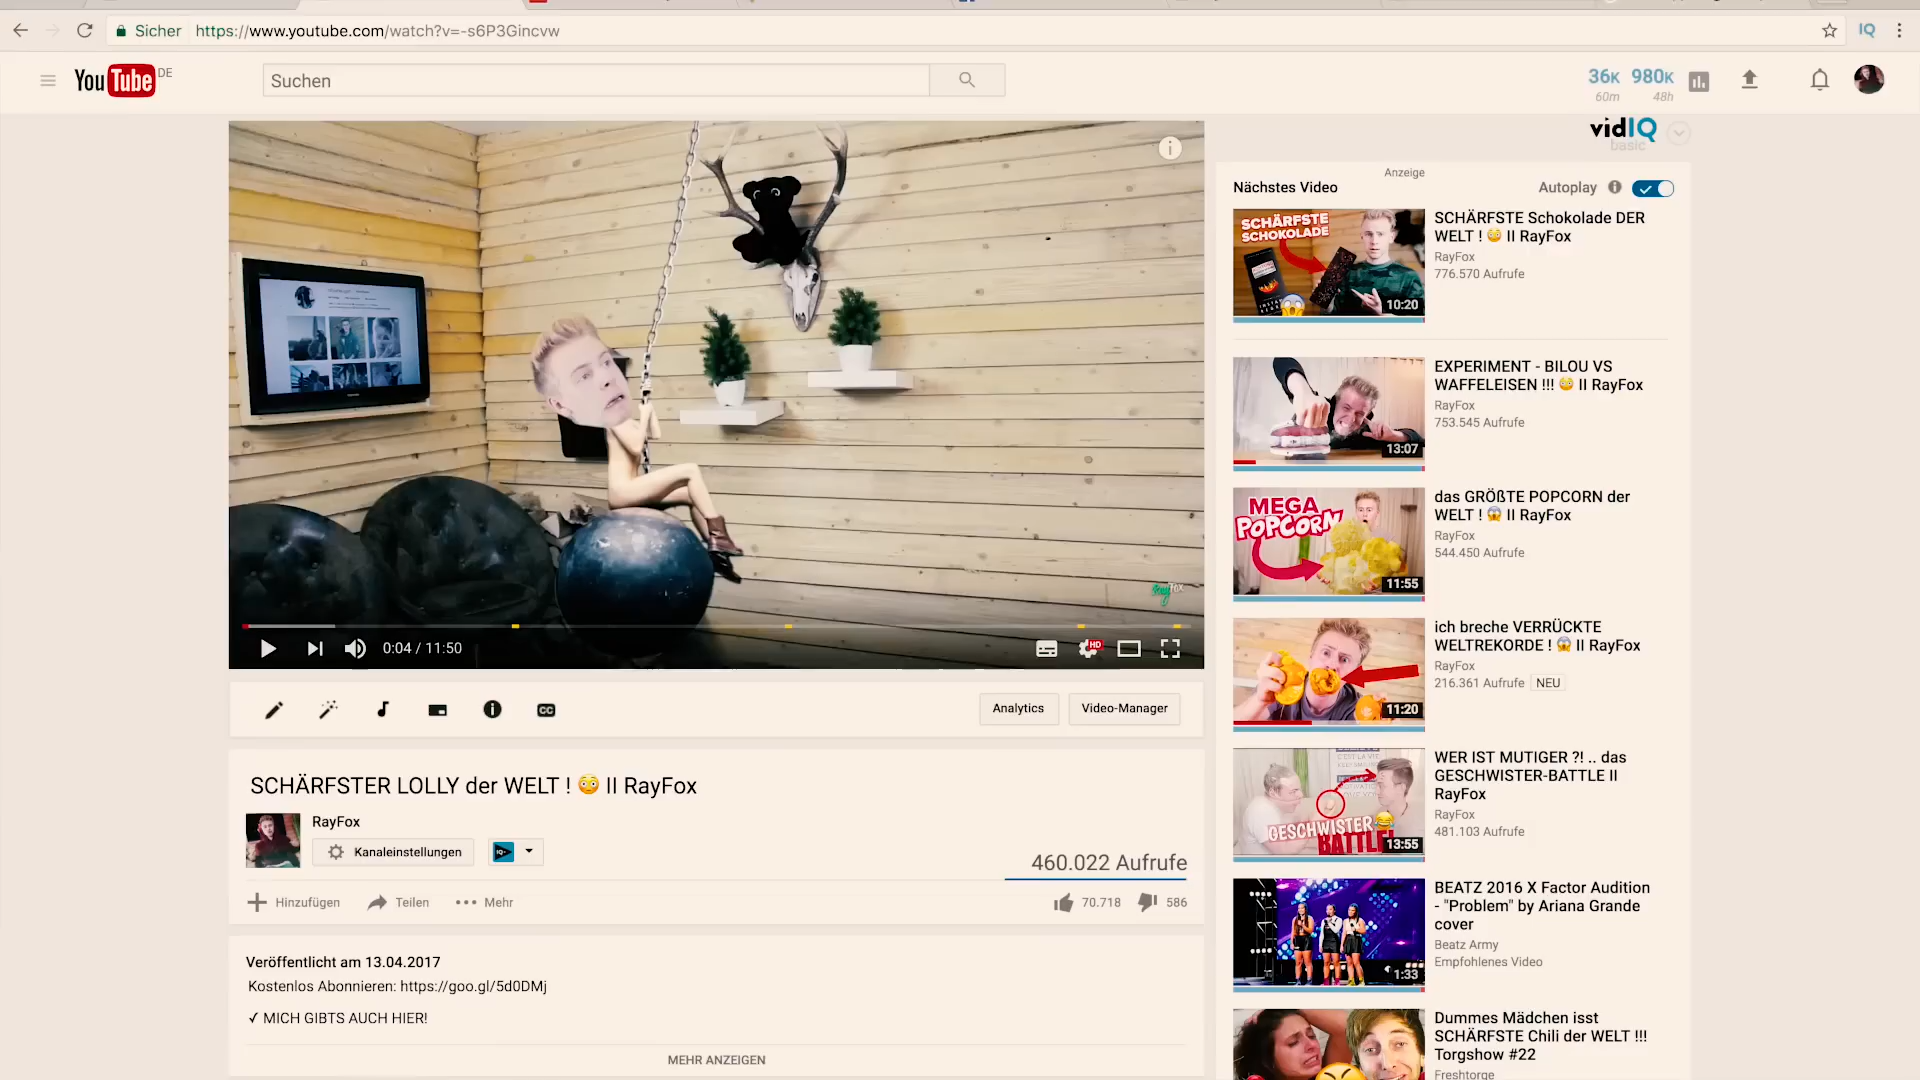 Sicher https://www.youtube.com/watch?v=-s6P3Gincvw
IQ
YouTube DE
Suchen
36K 980K
60m 48h
vidIQ
basic
RayFox
HD
0:04 / 11:50
CC
Analytics
Video-Manager
SCHÄRFSTER LOLLY der WELT ! 😳 II RayFox
RayFox
Kanaleinstellungen
460.022 Aufrufe
Hinzufügen
Teilen
Mehr
70.718
586
Veröffentlicht am 13.04.2017
Kostenlos Abonnieren: https://goo.gl/5d0DMj
✓ MICH GIBTS AUCH HIER!
MEHR ANZEIGEN
Anzeige
Nächstes Video
Autoplay
SCHÄRFSTE
SCHOKOLADE
10:20
SCHÄRFSTE Schokolade DER
WELT ! 😳 II RayFox
RayFox
776.570 Aufrufe
13:07
EXPERIMENT - BILOU VS
WAFFELEISEN !!! 😳 II RayFox
RayFox
753.545 Aufrufe
MEGA
POPCORN
11:55
das GRÖßTE POPCORN der
WELT ! 😱 II RayFox
RayFox
544.450 Aufrufe
11:20
ich breche VERRÜCKTE
WELTREKORDE ! 😱 II RayFox
RayFox
216.361 Aufrufe NEU
GESCHWISTER
BATTLE!
13:55
WER IST MUTIGER ?! .. das
GESCHWISTER-BATTLE II
RayFox
RayFox
481.103 Aufrufe
1:33
BEATZ 2016 X Factor Audition
- "Problem" by Ariana Grande
cover
Beatz Army
Empfohlenes Video
Dummes Mädchen isst
SCHÄRFSTE Chili der WELT !!!
Torgshow #22
Freshtorge